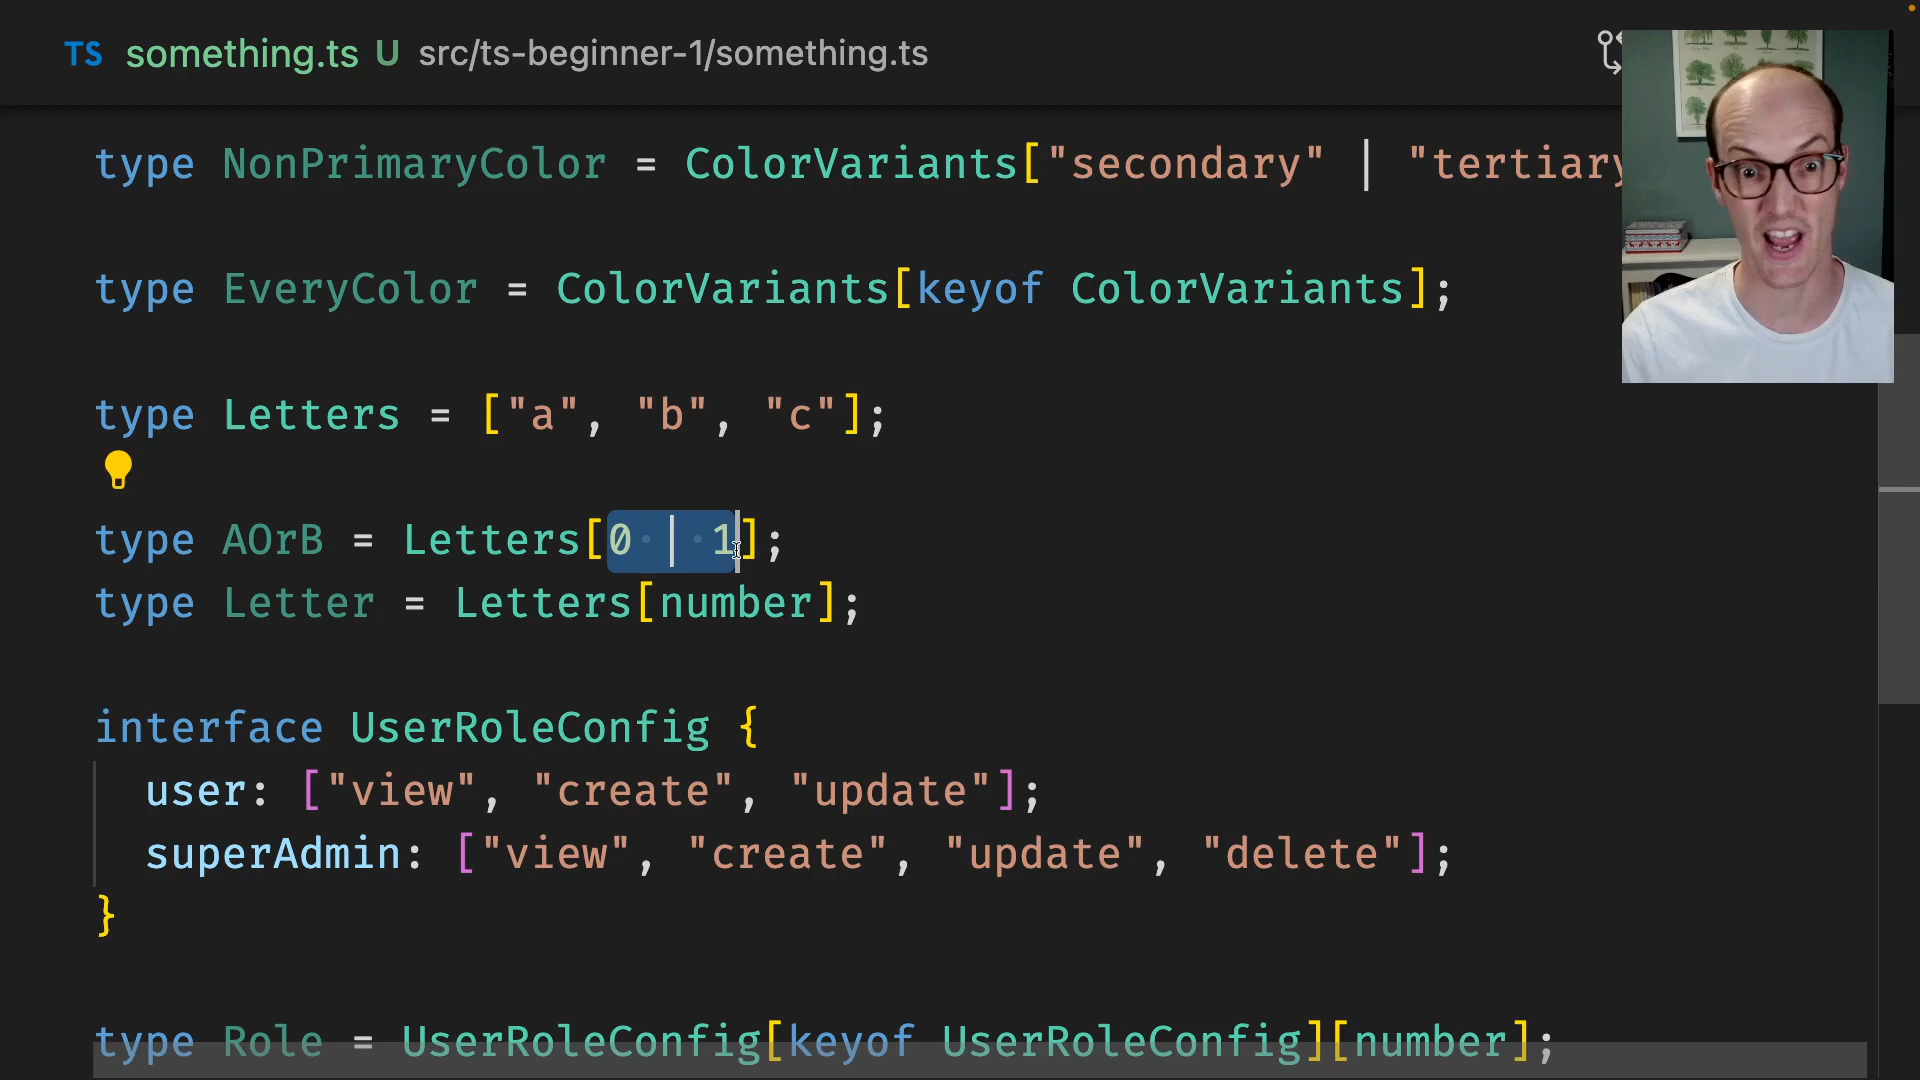 TS something.ts U src/ts-beginner-1/something.ts
type NonPrimaryColor = ColorVariants["secondary" | "tertiary
type EveryColor = ColorVariants[keyof ColorVariants];
type Letters = ["a", "b", "c"];
type AOrB = Letters[0 | 1];
type Letter = Letters[number];
interface UserRoleConfig {
user: ["view", "create", "update"];
superAdmin: ["view", "create", "update", "delete"];
}
type Role = UserRoleConfig[keyof UserRoleConfig][number];